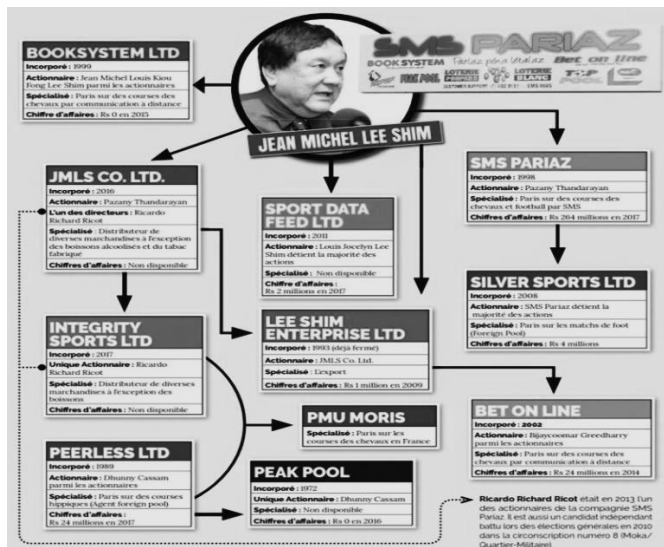 BOOKSYSTEM LTD
Incorporé : 1999
Actionnaire : Jean Michel Louis Kiou
Fong Lee Shim parmi les actionnaires
Spécialisé : Paris sur des courses des
chevaux par communication à distance
Chiffre d'affaires : Rs 0 en 2015
SMS PARIAZ
BOOKSYSTEM
Pariaz pou lotalaz
Bet on line
PEAK POOL
LOTERIE
LOTERIE
TOP
JEAN MICHEL LEE SHIM
JMLS CO. LTD.
Incorporé : 2016
Actionnaire : Pazany Thandarayan
L'un des directeurs : Ricardo
Richard Ricot
Spécialisé : Distributeur de
diverses marchandises à l'exception
des boissons alcoolisés et du tabac
fabriqué
Chiffres d'affaires : Non disponible
SPORT DATA
FEED LTD
Incorporé : 2011
Actionnaire : Louis Jocelyn Lee
Shim détient la majorité des
actions
Spécialisé : Non disponible
Chiffre d'affaires :
Rs 2 millions en 2017
SMS PARIAZ
Incorporé : 1998
Actionnaire : Pazany Thandarayan
Spécialisé : Paris sur des courses des
chevaux et football par SMS
Chiffre d'affaires : Rs 264 millions en 2017
SILVER SPORTS LTD
Incorporé : 2008
Actionnaire : SMS Pariaz détient la
majorité des actions
Spécialisé : Paris sur les matchs de foot
(Foreign Pool)
Chiffre d'affaires : Rs 4 millions
INTEGRITY
SPORTS LTD
Incorporé : 2017
Unique Actionnaire : Ricardo
Richard Ricot
Spécialisé : Distributeur de diverses
marchandises à l'exception des
boissons
Chiffres d'affaires : Non disponible
LEE SHIM
ENTERPRISE LTD
Incorporé : 1993 (déjà fermé)
Actionnaire : JMLS Co. Ltd.
Spécialisé : L'export
Chiffre d'affaires : Rs 1 million en 2009
PMU MORIS
Spécialisé : Paris sur les
courses des chevaux en France
BET ON LINE
Incorporé : 2002
Actionnaire : Bijaycoomar Greedharry
parmi les actionnaires
Spécialisé : Paris sur des courses des
chevaux par communication à distance
Chiffre d'affaires : Rs 24 millions en 2014
PEERLESS LTD
Incorporé : 1989
Actionnaire : Dhunny Cassam
parmi les actionnaires
Spécialisé : Paris sur des courses
hippiques (Agent foreign pool)
Chiffres d'affaires :
Rs 24 millions en 2017
PEAK POOL
Incorporé : 1972
Unique Actionnaire : Dhunny Cassam
Spécialisé : Non disponible
Chiffres d'affaires : Rs 0 en 2016
Ricardo Richard Ricot était en 2013 l'un
des actionnaires de la compagnie SMS
Pariaz. Il est aussi un candidat indépendant
battu lors des élections générales en 2010
dans la circonscription numéro 8 (Moka/
Quartier-Militaire)